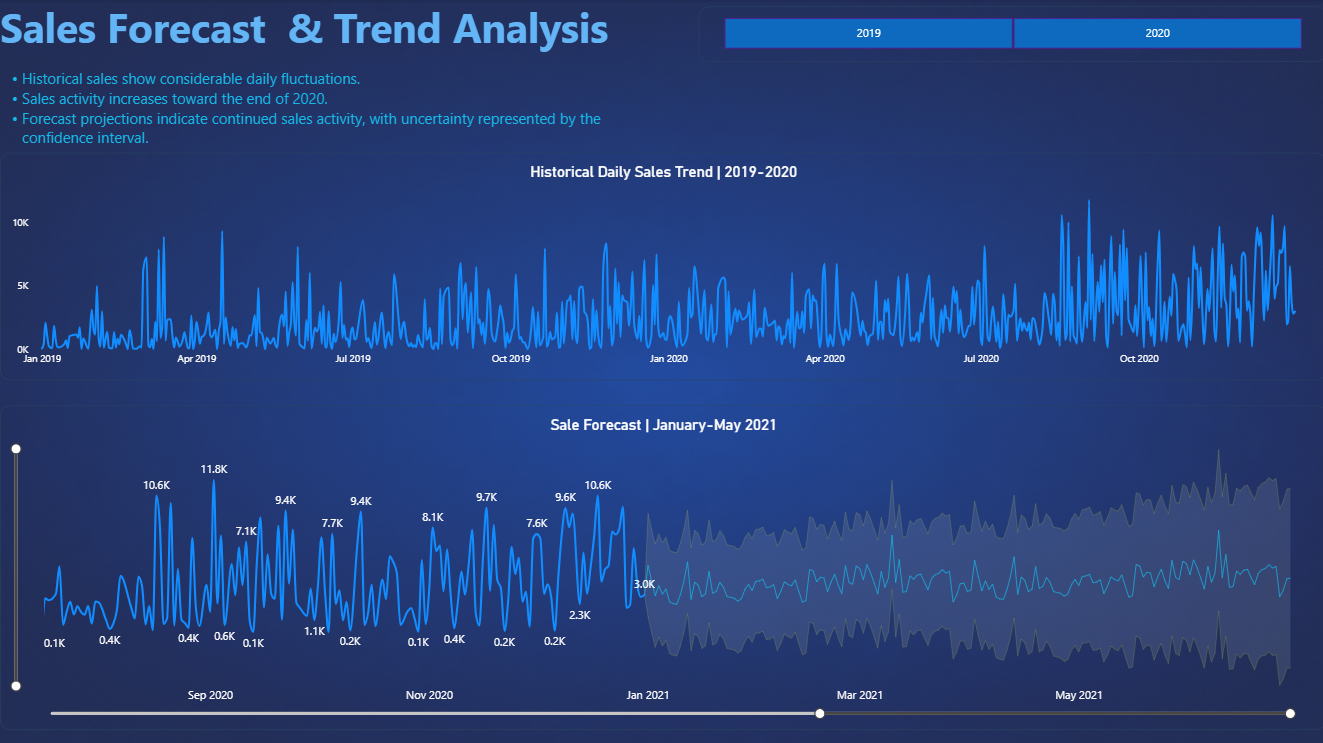 Sales Forecast & Trend Analysis
2019
2020
• Historical sales show considerable daily fluctuations.
• Sales activity increases toward the end of 2020.
• Forecast projections indicate continued sales activity, with uncertainty represented by the
confidence interval.
Historical Daily Sales Trend | 2019-2020
10K
5K
0K
Jan 2019
Apr 2019
Jul 2019
Oct 2019
Jan 2020
Apr 2020
Jul 2020
Oct 2020
Sale Forecast | January-May 2021
11.8K
10.6K
10.6K
9.4K
9.4K
9.7K
9.6K
8.1K
7.1K
7.7K
7.6K
3.0K
2.3K
1.1K
0.1K
0.4K
0.4K
0.6K
0.1K
0.2K
0.1K
0.4K
0.2K
0.2K
Sep 2020
Nov 2020
Jan 2021
Mar 2021
May 2021